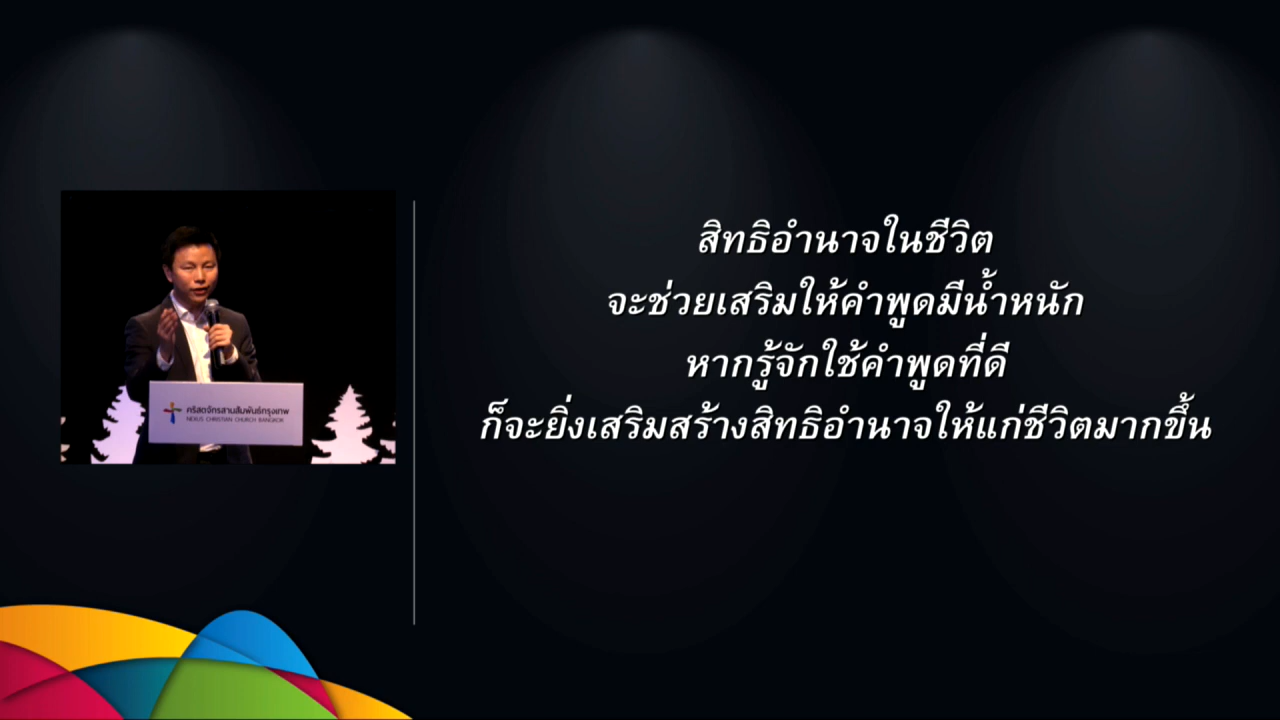 สิทธิอำนาจในชีวิต
จะช่วยเสริมให้คำพูดมีน้ำหนัก
หากรู้จักใช้คำพูดที่ดี
ก็จะยิ่งเสริมสร้างสิทธิอำนาจให้แก่ชีวิตมากขึ้น
คริสตจักรสานสัมพันธ์กรุงเทพ
NEXUS CHRISTIAN CHURCH BANGKOK